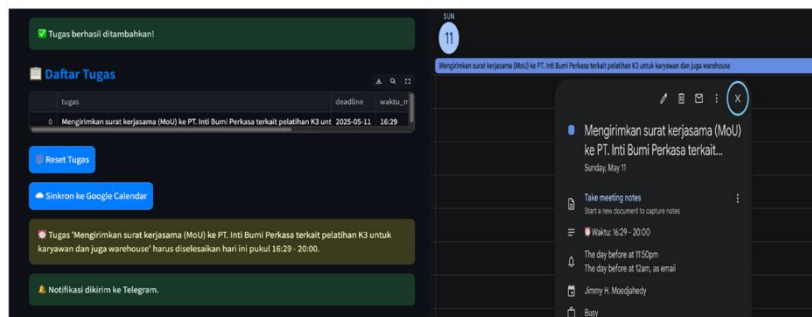 Tugas berhasil ditambahkan!
Daftar Tugas
tugas deadline waktu_m
0 Mengirimkan surat kerjasama (MoU) ke PT. Inti Bumi Perkasa terkait pelatihan K3 unt 2025-05-11 16:29
Reset Tugas
Sinkron ke Google Calendar
Tugas 'Mengirimkan surat kerjasama (MoU) ke PT. Inti Bumi Perkasa terkait pelatihan K3 untuk
karyawan dan juga warehouse' harus diselesaikan hari ini pukul 16:29 - 20:00.
Notifikasi dikirim ke Telegram.
SUN
11
Mengirimkan surat kerjasama (MoU) ke PT. Inti Bumi Perkasa terkait pelatihan K3 untuk karyawan dan juga warehouse
Mengirimkan surat kerjasama (MoU)
ke PT. Inti Bumi Perkasa terkait...
Sunday, May 11
Take meeting notes
Start a new document to capture notes
Waktu: 16:29 - 20:00
The day before at 11:50pm
The day before at 12am, as email
Jimmy H. Moedjahedy
Busy